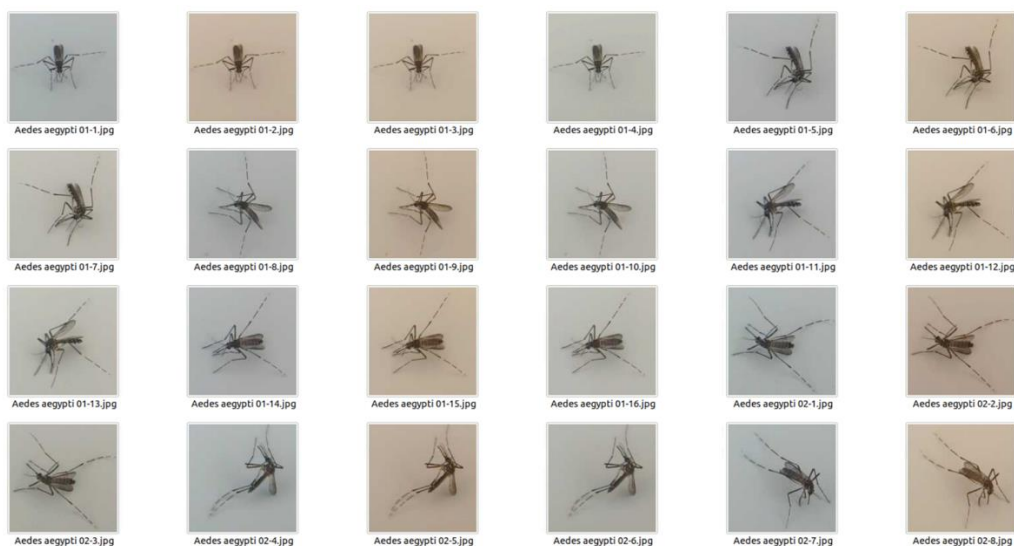 Aedes aegypti 01-1.jpg
Aedes aegypti 01-2.jpg
Aedes aegypti 01-3.jpg
Aedes aegypti 01-4.jpg
Aedes aegypti 01-5.jpg
Aedes aegypti 01-6.jpg
Aedes aegypti 01-7.jpg
Aedes aegypti 01-8.jpg
Aedes aegypti 01-9.jpg
Aedes aegypti 01-10.jpg
Aedes aegypti 01-11.jpg
Aedes aegypti 01-12.jpg
Aedes aegypti 01-13.jpg
Aedes aegypti 01-14.jpg
Aedes aegypti 01-15.jpg
Aedes aegypti 01-16.jpg
Aedes aegypti 02-1.jpg
Aedes aegypti 02-2.jpg
Aedes aegypti 02-3.jpg
Aedes aegypti 02-4.jpg
Aedes aegypti 02-5.jpg
Aedes aegypti 02-6.jpg
Aedes aegypti 02-7.jpg
Aedes aegypti 02-8.jpg